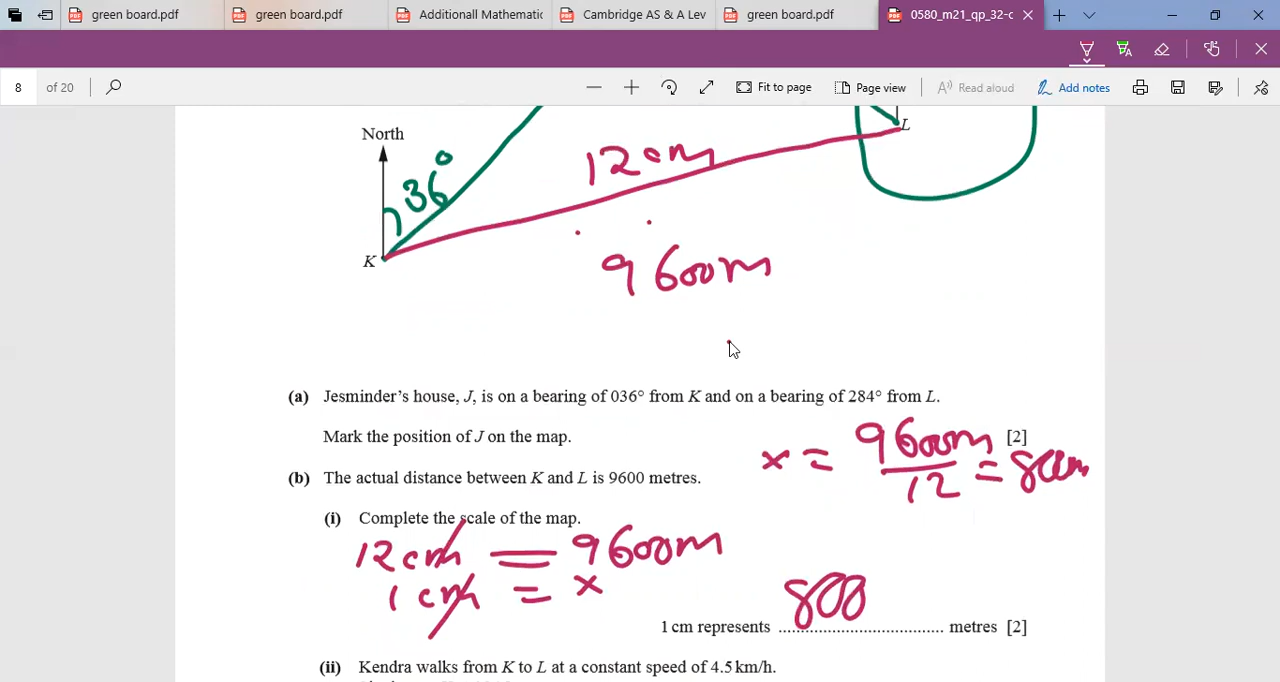 green board.pdf green board.pdf Additionall Mathematic Cambridge AS & A Lev green board.pdf 0580_m21_qp_32-c
8 of 20 Fit to page Page view Read aloud Add notes
North
L
12cm
36°
K
9600m
(a) Jesminder's house, J, is on a bearing of 036° from K and on a bearing of 284° from L.
Mark the position of J on the map. [2]
x = 9600m / 12 = 800m
(b) The actual distance between K and L is 9600 metres.
(i) Complete the scale of the map.
12cm = 9600m
1cm = x
800
1 cm represents ........................................ metres [2]
(ii) Kendra walks from K to L at a constant speed of 4.5 km/h.